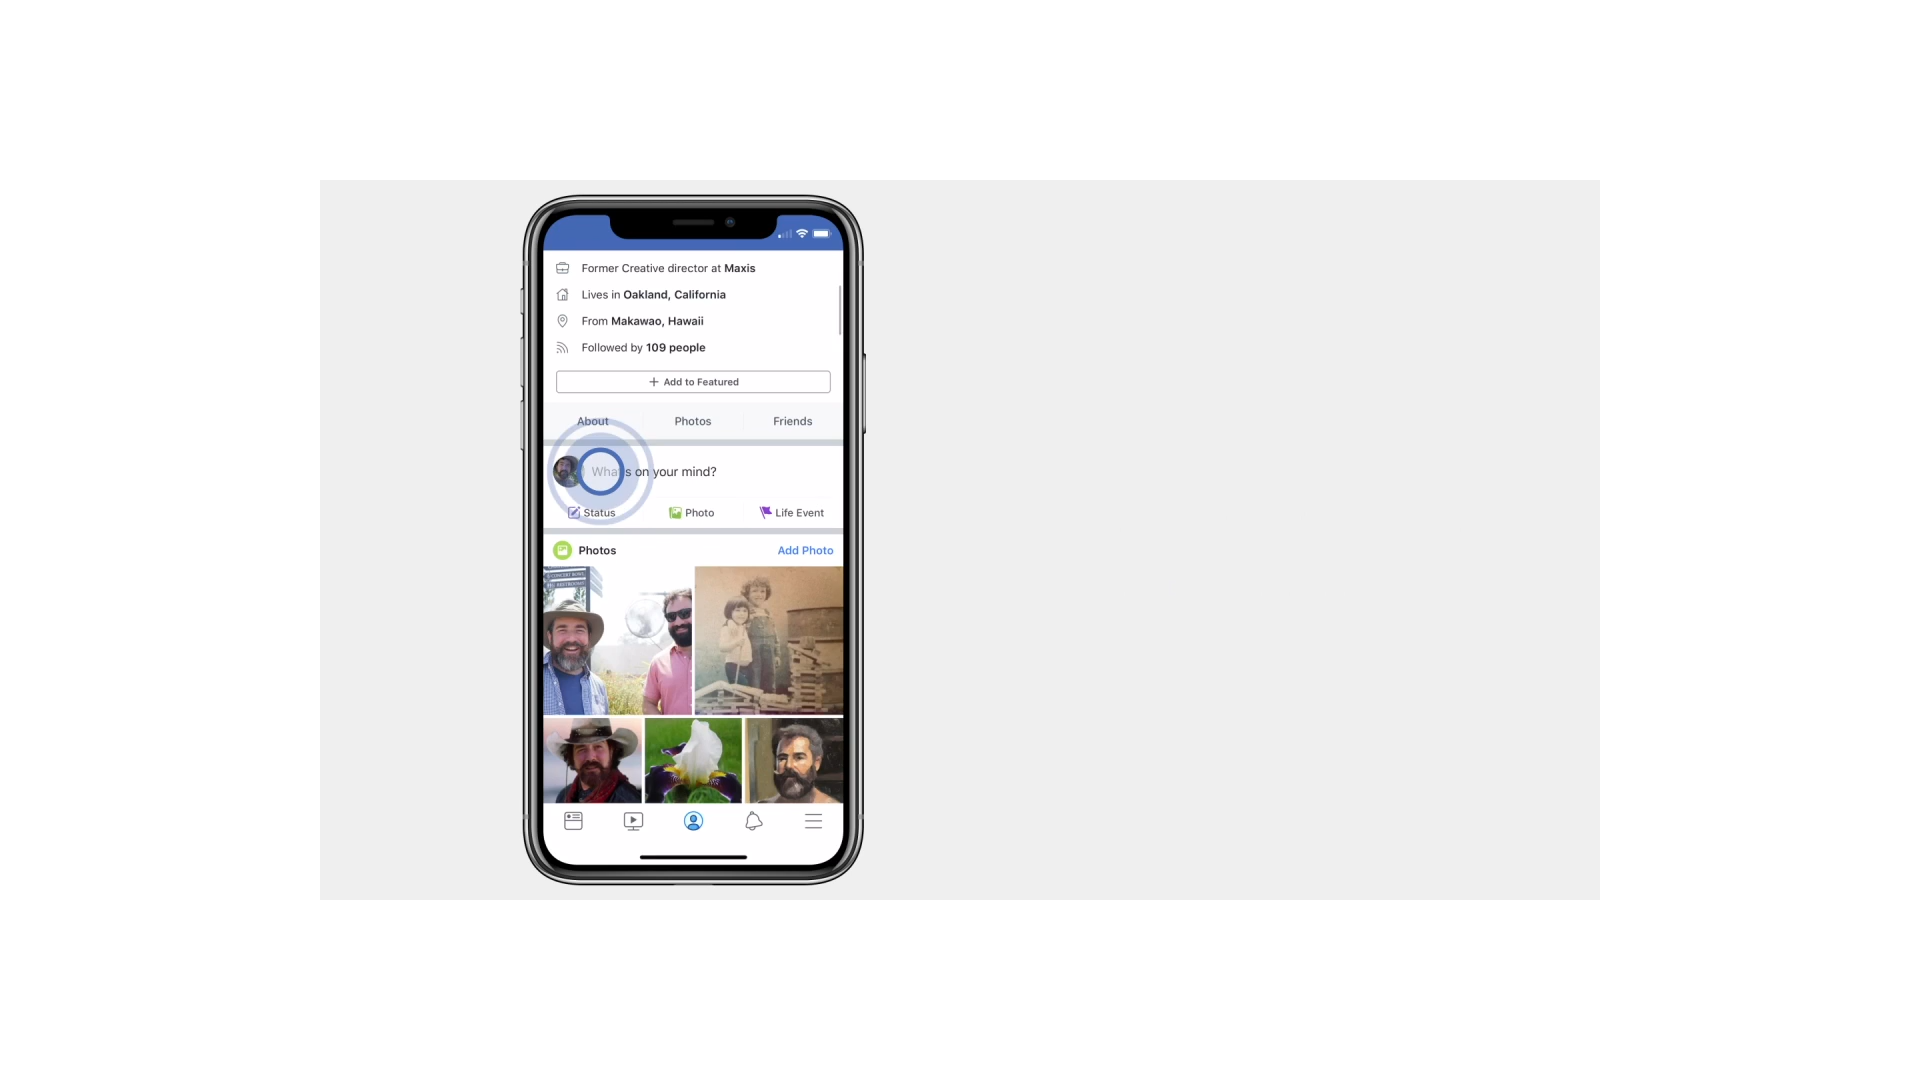 Former Creative director at Maxis
Lives in Oakland, California
From Makawao, Hawaii
Followed by 109 people
+ Add to Featured
About Photos Friends
What's on your mind?
Status Photo Life Event
Photos Add Photo